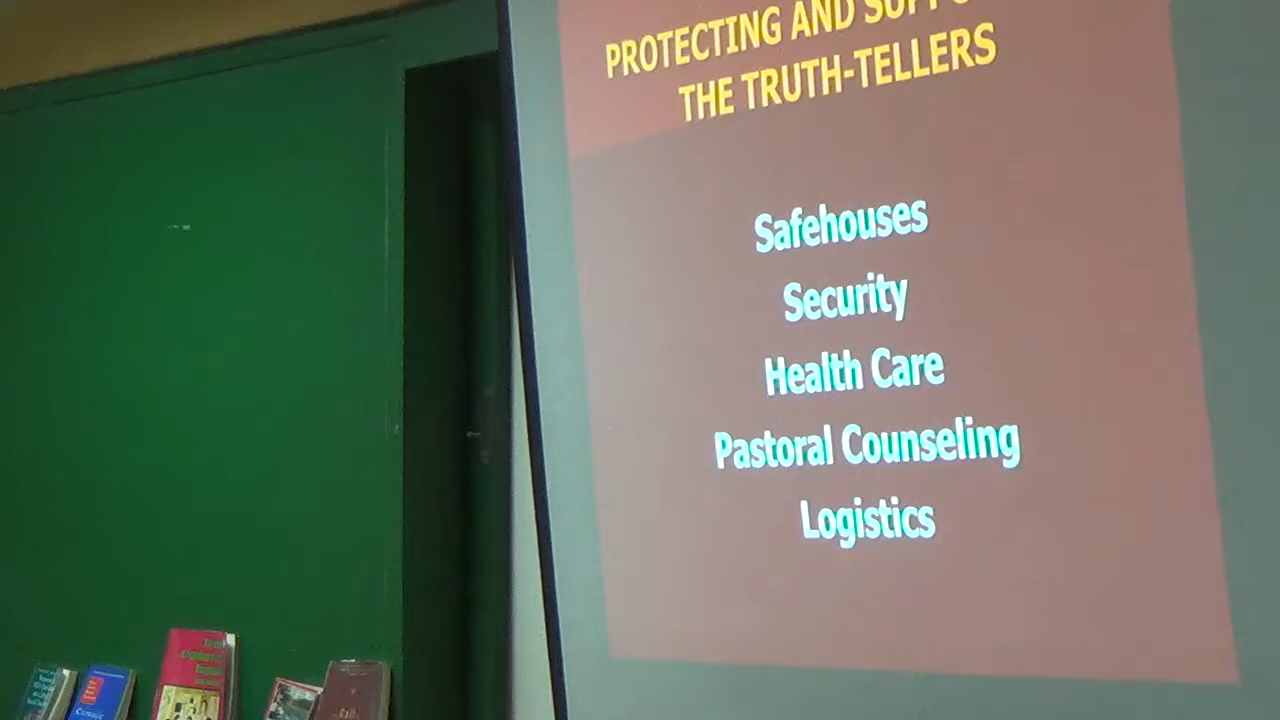 PROTECTING AND
THE TRUTH-TELLERS
Safehouses
Security
Health Care
Pastoral Counseling
Logistics